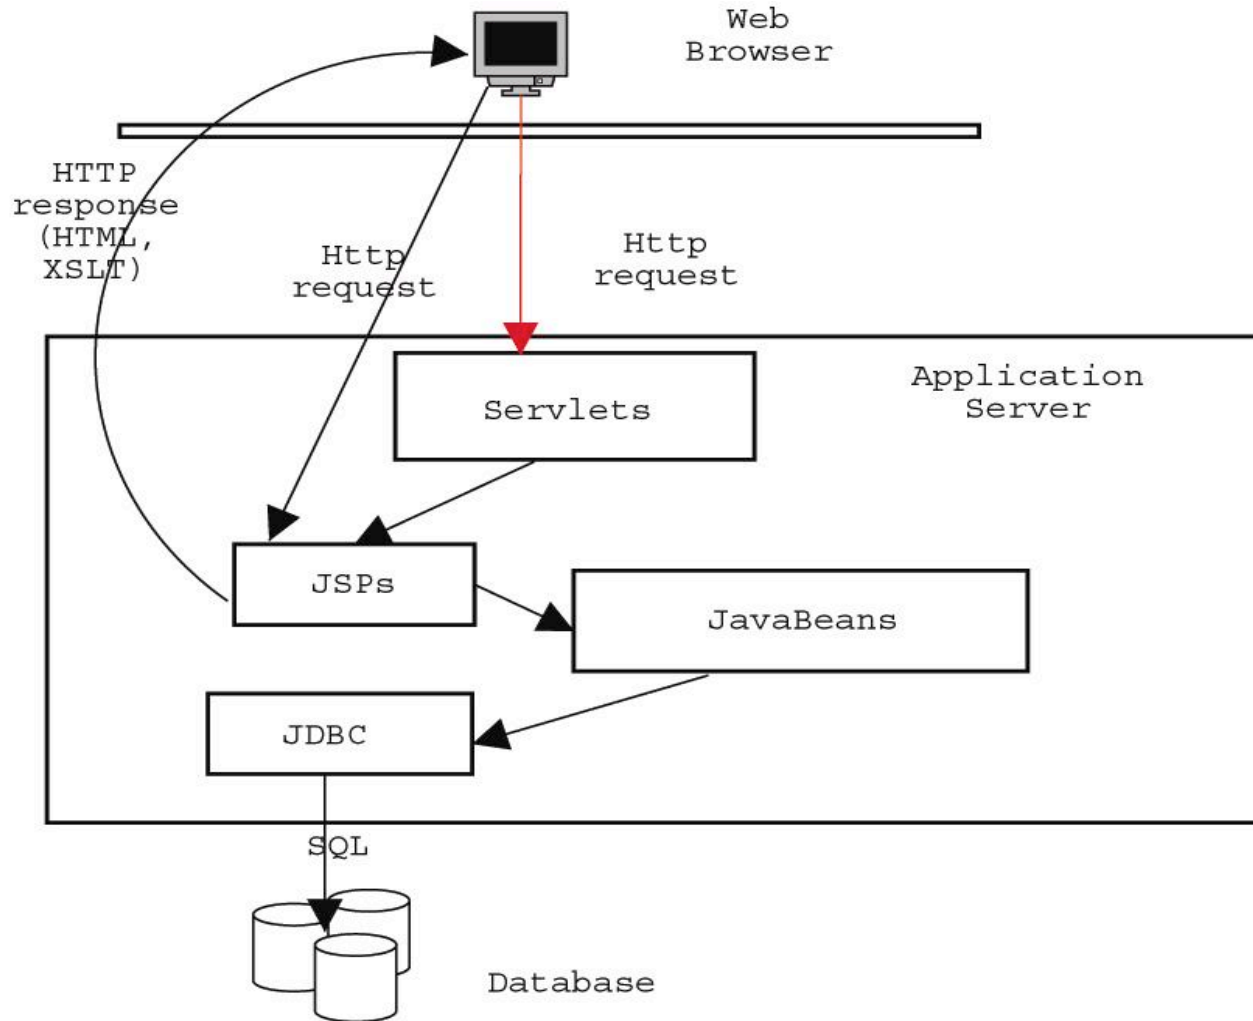 Web
Browser
HTTP
response
(HTML,
XSLT)
Http
request
Http
request
Application
Server
Servlets
JSPs
JavaBeans
JDBC
SQL
Database